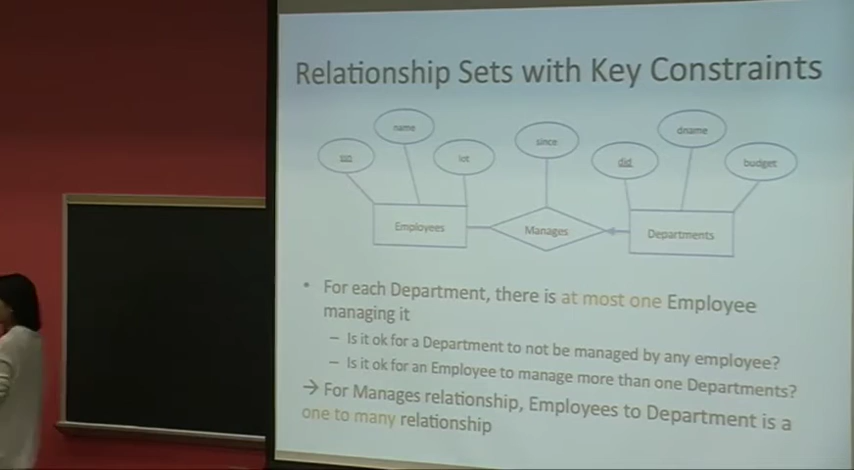 Relationship Sets with Key Constraints
name
since
dname
ssn
lot
did
budget
Employees
Manages
Departments
• For each Department, there is at most one Employee
managing it
– Is it ok for a Department to not be managed by any employee?
– Is it ok for an Employee to manage more than one Departments?
→ For Manages relationship, Employees to Department is a
one to many relationship